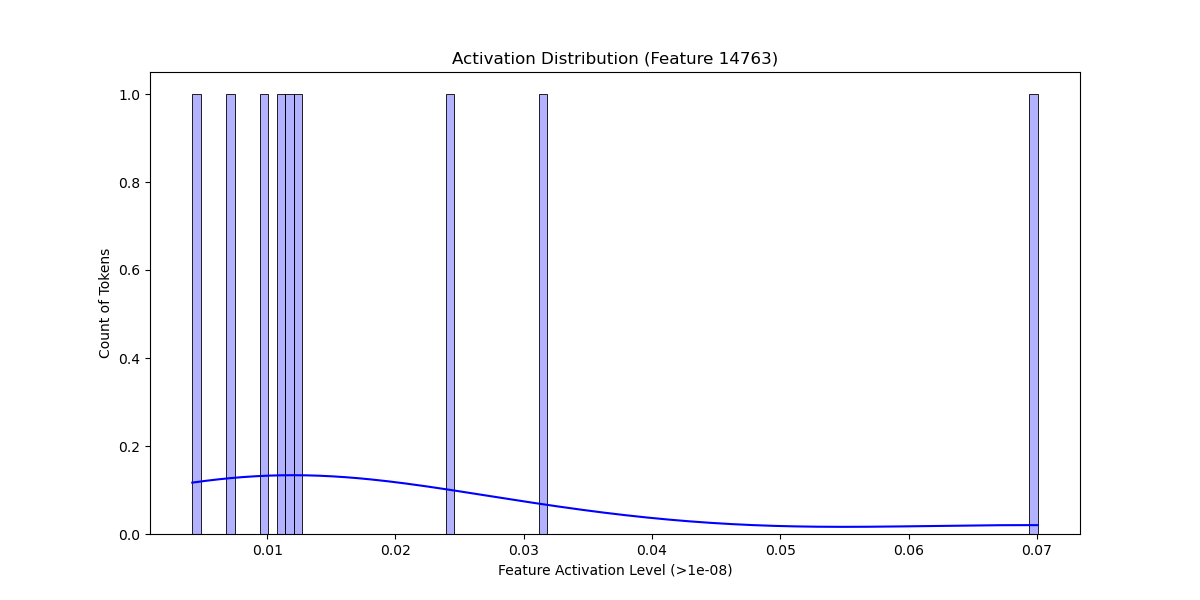 Activation Distribution (Feature 14763)
1.0
0.8
0.6
0.4
0.2
0.0
Count of Tokens
0.01 0.02 0.03 0.04 0.05 0.06 0.07
Feature Activation Level (>1e-08)